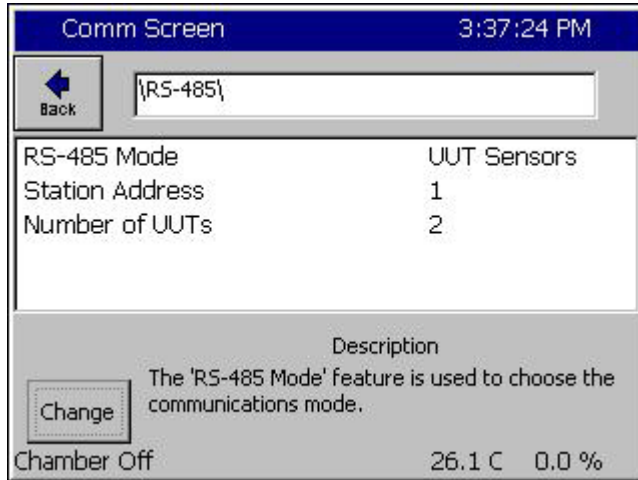 Comm Screen 3:37:24 PM
Back
\RS-485\
RS-485 Mode UUT Sensors
Station Address 1
Number of UUTs 2
Description
The 'RS-485 Mode' feature is used to choose the
communications mode.
Change
Chamber Off 26.1 C 0.0 %